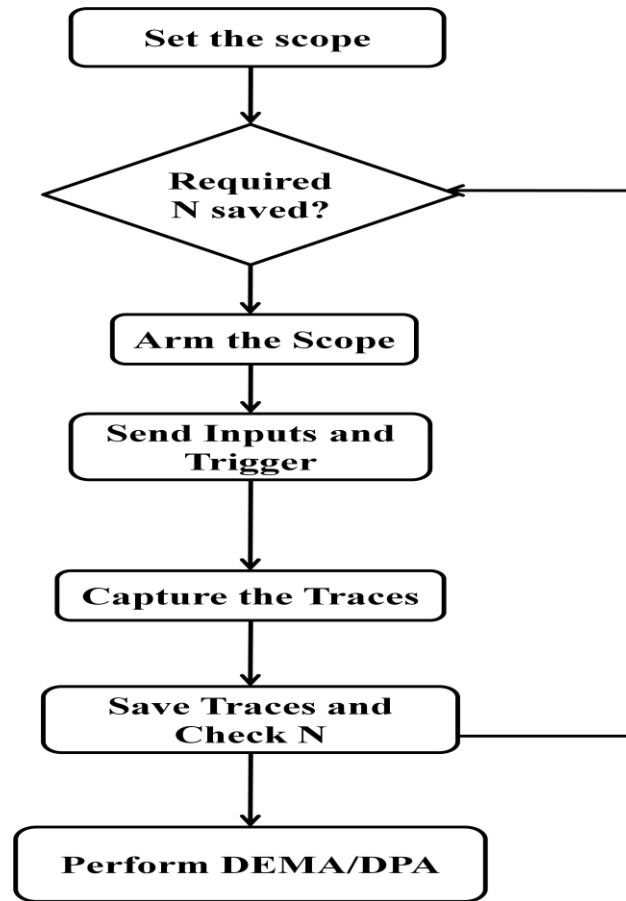 Set the scope
Required
N saved?
Arm the Scope
Send Inputs and
Trigger
Capture the Traces
Save Traces and
Check N
Perform DEMA/DPA